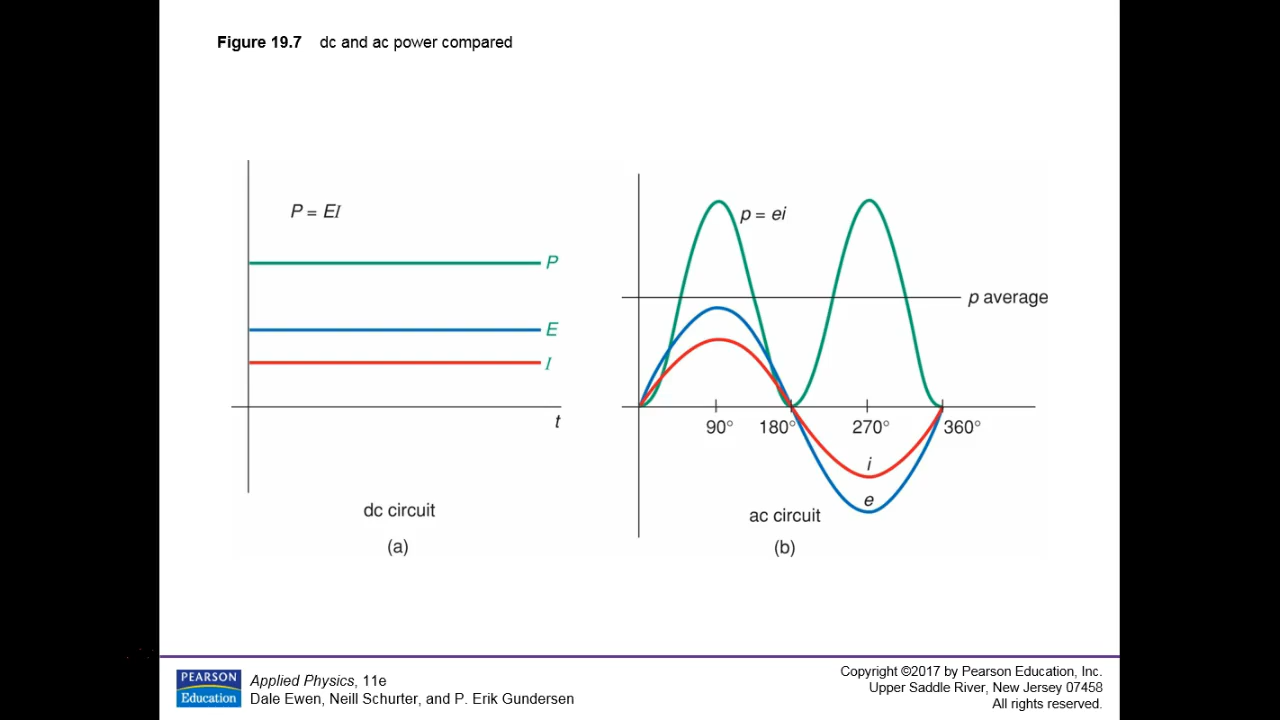 Figure 19.7 dc and ac power compared
P = EI
P
E
I
t
dc circuit
(a)
p = ei
p average
90° 180° 270° 360°
i
e
ac circuit
(b)
PEARSON
Education
Applied Physics, 11e
Dale Ewen, Neill Schurter, and P. Erik Gundersen
Copyright ©2017 by Pearson Education, Inc.
Upper Saddle River, New Jersey 07458
All rights reserved.